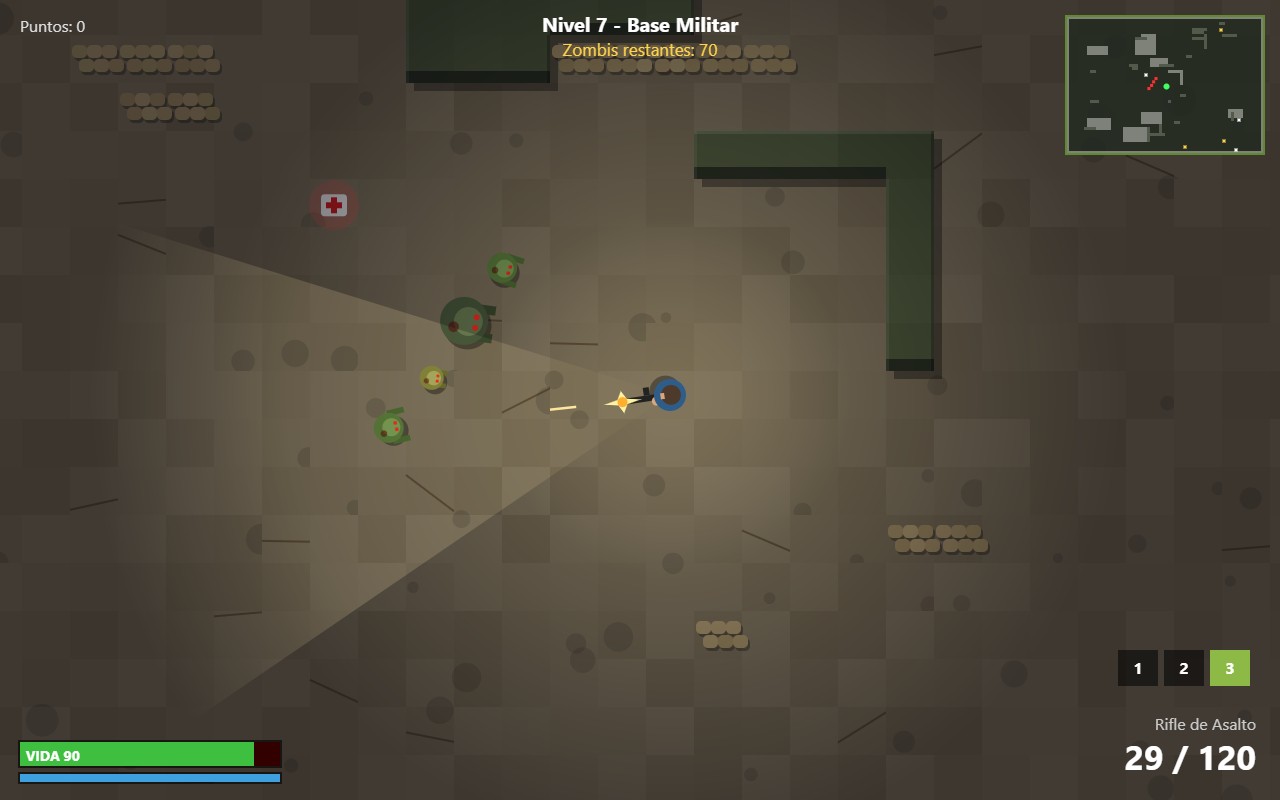 Puntos: 0
Nivel 7 - Base Militar
Zombis restantes: 70
1 2 3
Rifle de Asalto
29 / 120
VIDA 90